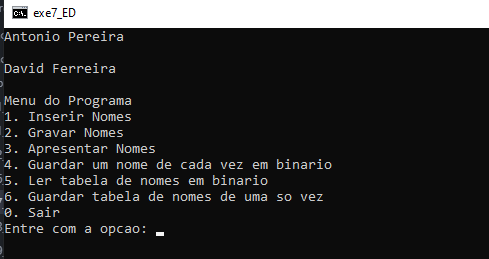 exe7_ED
Antonio Pereira
David Ferreira
Menu do Programa
1. Inserir Nomes
2. Gravar Nomes
3. Apresentar Nomes
4. Guardar um nome de cada vez em binario
5. Ler tabela de nomes em binario
6. Guardar tabela de nomes de uma so vez
0. Sair
Entre com a opcao: